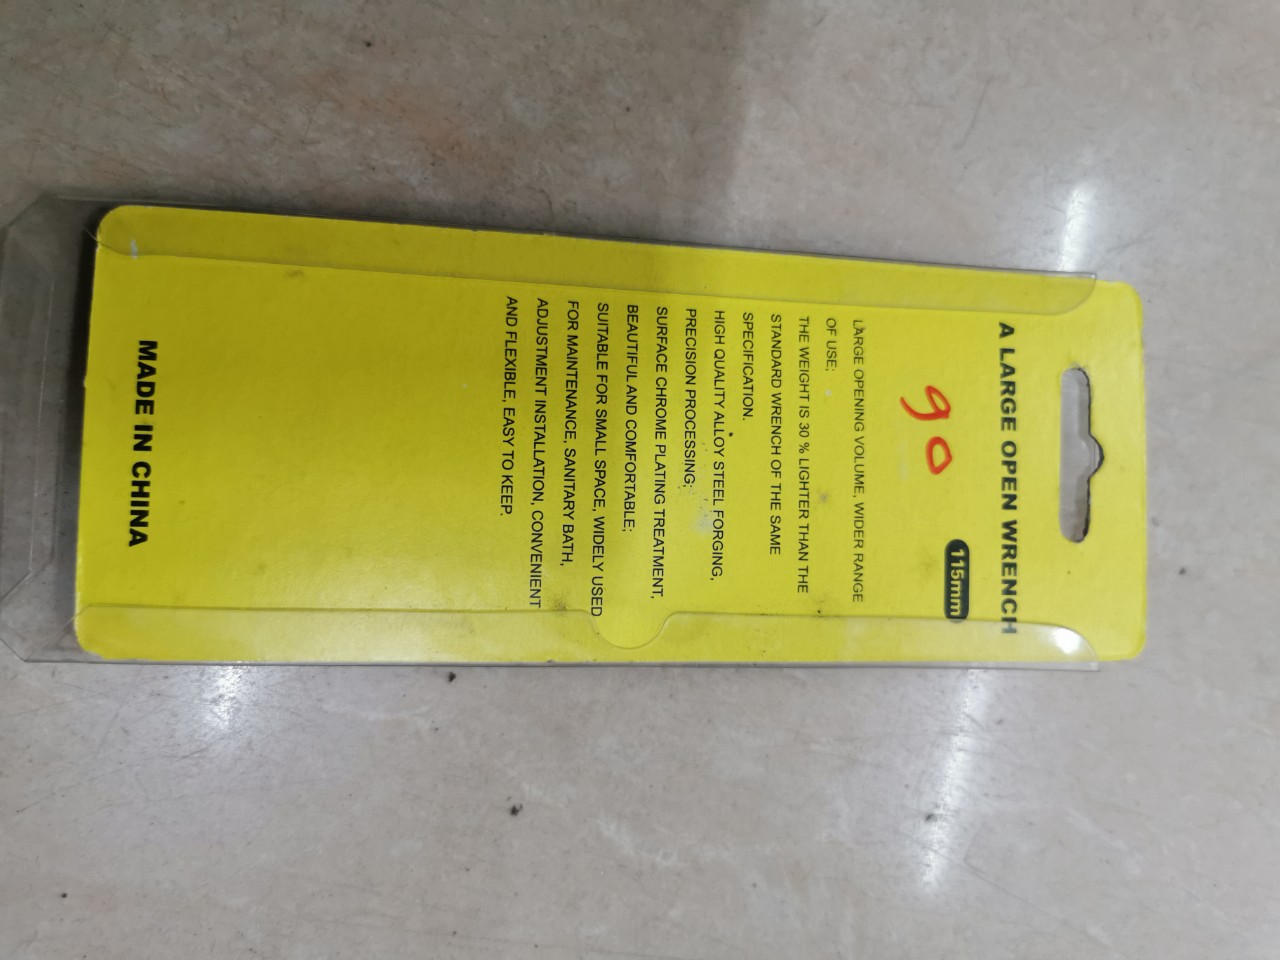 A LARGE OPEN WRENCH
115mm
90
LARGE OPENING VOLUME, WIDER RANGE
OF USE;
THE WEIGHT IS 30 % LIGHTER THAN THE
STANDARD WRENCH OF THE SAME
SPECIFICATION.
HIGH QUALITY ALLOY STEEL FORGING,
PRECISION PROCESSING;
SURFACE CHROME PLATING TREATMENT,
BEAUTIFUL AND COMFORTABLE;
SUITABLE FOR SMALL SPACE, WIDELY USED
FOR MAINTENANCE, SANITARY BATH,
ADJUSTMENT INSTALLATION, CONVENIENT
AND FLEXIBLE, EASY TO KEEP.
MADE IN CHINA